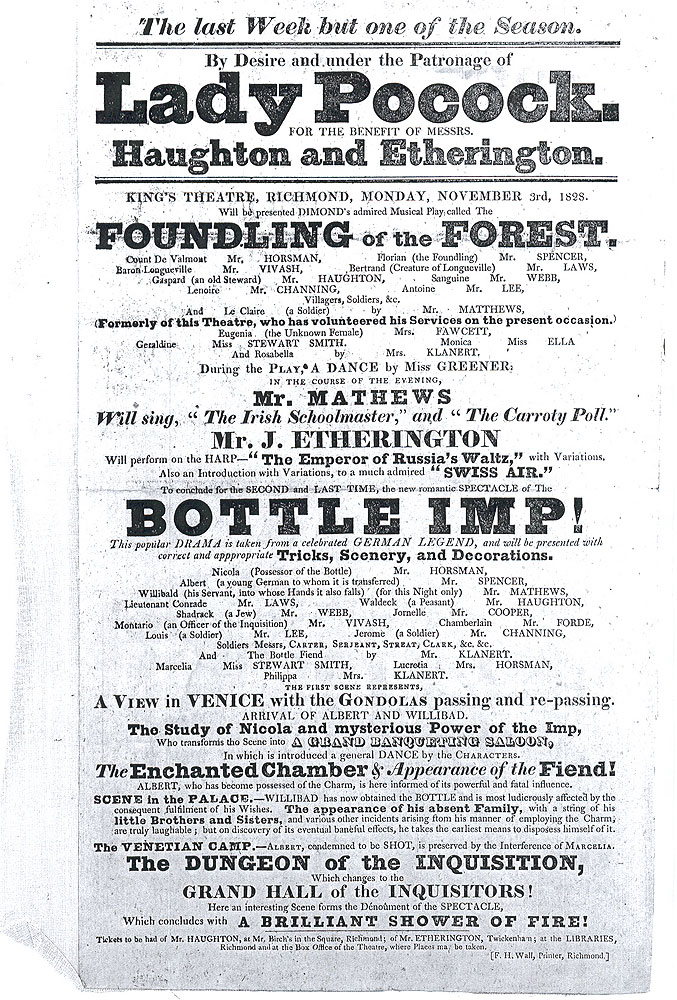 The last Week but one of the Season.
By Desire and under the Patronage of
Lady Pocock.
FOR THE BENEFIT OF MESSRS.
Haughton and Etherington.
KING'S THEATRE, RICHMOND, MONDAY, NOVEMBER 3rd, 1828.
Will be presented DIMOND's admired Musical Play, called The
FOUNDLING of the FOREST.
Count De Valmont Mr. HORSMAN, Florian (the Foundling) Mr. SPENCER,
Baron Longueville Mr. VIVASH, Bertrand (Creature of Longueville) Mr. LAWS,
Gaspard (an old Steward) Mr. HAUGHTON, Sanguine Mr. WEBB,
Lenoire Mr. CHANNING, Antoine Mr. LEE,
Villagers, Soldiers, &c.
And Le Claire (a Soldier) by Mr. MATTHEWS,
(Formerly of this Theatre, who has volunteered his Services on the present occasion.)
Eugenia (the Unknown Female) Mrs. FAWCETT,
Geraldine Miss STEWART SMITH. Monica Miss ELLA
And Rosabella by Mrs. KLANERT.
During the PLAY, A DANCE by Miss GREENER;
IN THE COURSE OF THE EVENING,
Mr. MATHEWS
Will sing, "The Irish Schoolmaster," and "The Carroty Poll."
Mr. J. ETHERINGTON
Will perform on the HARP—"The Emperor of Russia's Waltz," with Variations.
Also an Introduction with Variations, to a much admired "SWISS AIR."
To conclude for the SECOND and LAST TIME, the new romantic SPECTACLE of The
BOTTLE IMP!
This popular DRAMA is taken from a celebrated GERMAN LEGEND, and will be presented with
correct and apppropriate Tricks, Scenery, and Decorations.
Nicola (Possessor of the Bottle) Mr. HORSMAN,
Albert (a young German to whom it is transferred) Mr. SPENCER,
Willibald (his Servant, into whose Hands it also falls) (for this Night only) Mr. MATHEWS,
Lieutenant Conrade Mr. LAWS, Waldeck (a Peasant) Mr. HAUGHTON,
Shadrack (a Jew) Mr. WEBB, Jornelle Mr. COOPER,
Montario (an Officer of the Inquisition) Mr. VIVASH, Chamberlain Mr. FORDE,
Louis (a Soldier) Mr. LEE, Jerome (a Soldier) Mr. CHANNING,
Soldiers Messrs, CARTER, SERJEANT, STREAT, CLARK, &c. &c.
And The Bottle Fiend by Mr. KLANERT.
Marcelia Miss STEWART SMITH, Lucretia Mrs. HORSMAN,
Philippa Mrs. KLANERT.
THE FIRST SCENE REPRESENTS,
A VIEW in VENICE with the GONDOLAS passing and re-passing.
ARRIVAL OF ALBERT AND WILLIBAD.
The Study of Nicola and mysterious Power of the Imp,
Who transforms the Scene into A GRAND BANQUETING SALOON,
In which is introduced a general DANCE by the CHARACTERS.
The Enchanted Chamber & Appearance of the Fiend!
ALBERT, who has become possessed of the Charm, is here informed of its powerful and fatal influence.
SCENE in the PALACE.—WILLIBAD has now obtained the BOTTLE and is most ludicrously affected by the
consequent fulfilment of his Wishes. The appearance of his absent Family, with a string of his
little Brothers and Sisters, and various other incidents arising from his manner of employing the Charm,
are truly laughable; but on discovery of its eventual baneful effects, he takes the earliest means to disposess himself of it.
The VENETIAN CAMP.—ALBERT, condemned to be SHOT, is preserved by the Interference of MARCELIA.
The DUNGEON of the INQUISITION,
Which changes to the
GRAND HALL of the INQUISITORS!
Here an interesting Scene forms the Dénoûment of the SPECTACLE,
Which concludes with A BRILLIANT SHOWER OF FIRE!
Tickets to be had of Mr. HAUGHTON, at Mr. Birch's in the Square, Richmond; of Mr. ETHERINGTON, Twickenham; at the LIBRARIES,
Richmond and at the Box Office of the Theatre, where Places may be taken.
[F. H. Wall, Printer, Richmond.]